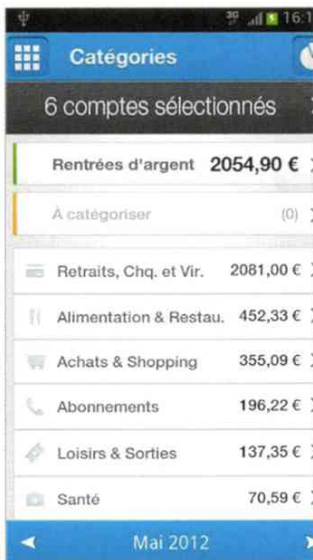 3G 16:1
Catégories
6 comptes sélectionnés
Rentrées d'argent 2054,90 €
À catégoriser (0)
Retraits, Chq. et Vir. 2081,00 €
Alimentation & Restau. 452,33 €
Achats & Shopping 355,09 €
Abonnements 196,22 €
Loisirs & Sorties 137,35 €
Santé 70,59 €
Mai 2012